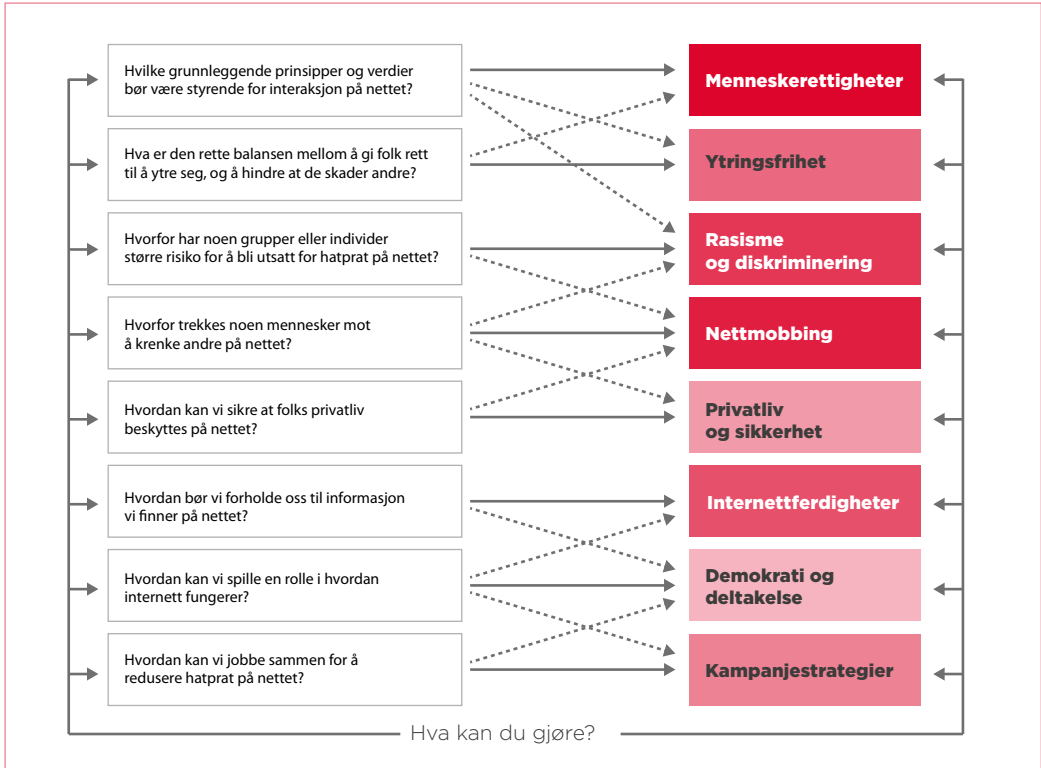 Hvilke grunnleggende prinsipper og verdier
bør være styrende for interaksjon på nettet?
Menneskerettigheter
Hva er den rette balansen mellom å gi folk rett
til å ytre seg, og å hindre at de skader andre?
Ytringsfrihet
Hvorfor har noen grupper eller individer
større risiko for å bli utsatt for hatprat på nettet?
Rasisme
og diskriminering
Hvorfor trekkes noen mennesker mot
å krenke andre på nettet?
Nettmobbing
Hvordan kan vi sikre at folks privatliv
beskyttes på nettet?
Privatliv
og sikkerhet
Hvordan bør vi forholde oss til informasjon
vi finner på nettet?
Internettferdigheter
Hvordan kan vi spille en rolle i hvordan
internett fungerer?
Demokrati og
deltakelse
Hvordan kan vi jobbe sammen for å
redusere hatprat på nettet?
Kampanjestrategier
Hva kan du gjøre?